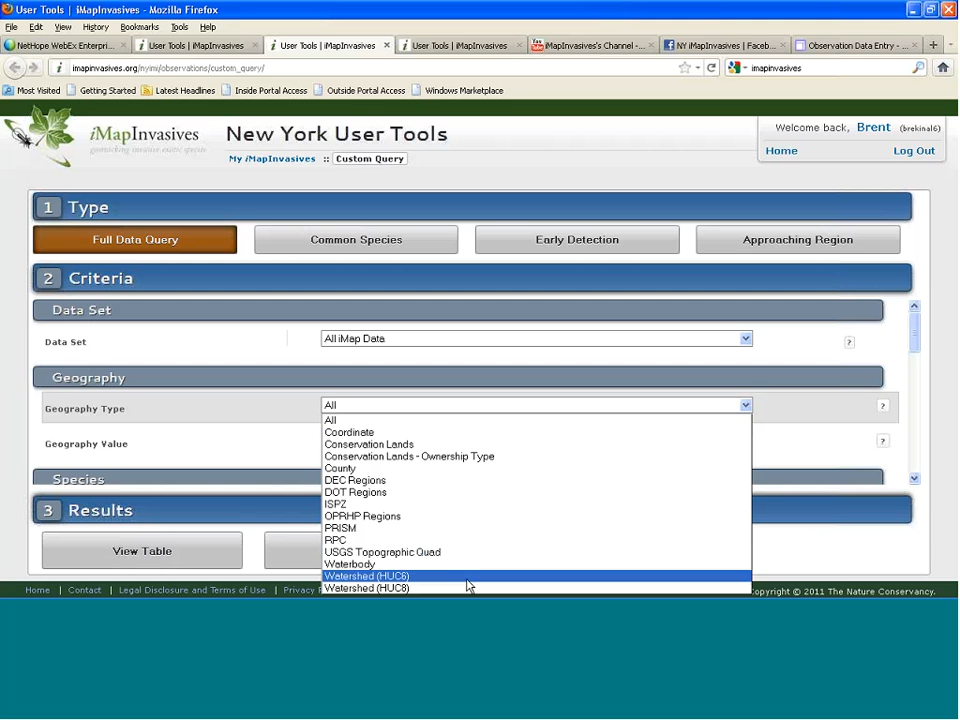 User Tools | iMapInvasives - Mozilla Firefox
File Edit View History Bookmarks Tools Help
NetHope WebEx Enterpri... × User Tools | iMapInvasives × User Tools | iMapInvasives × User Tools | iMapInvasives × iMapInvasives's Channel - ... × NY iMapInvasives | Faceb... × Observation Data Entry - ... × +
imapinvasives.org/nyimi/observations/custom_query/ imapinvasives
Most Visited Getting Started Latest Headlines Inside Portal Access Outside Portal Access Windows Marketplace
iMapInvasives
geotracking invasive exotic species
New York User Tools
My iMapInvasives :: Custom Query
Welcome back, Brent (brekinal6)
Home Log Out
1 Type
Full Data Query Common Species Early Detection Approaching Region
2 Criteria
Data Set
Data Set All iMap Data ?
Geography
Geography Type All ?
Geography Value ?
All
Coordinate
Conservation Lands
Conservation Lands - Ownership Type
County
DEC Regions
DOT Regions
ISPZ
OPRHP Regions
PRISM
RPC
USGS Topographic Quad
Waterbody
Watershed (HUC6)
Watershed (HUC8)
Species
3 Results
View Table
Home | Contact | Legal Disclosure and Terms of Use | Privacy opyright © 2011 The Nature Conservancy.